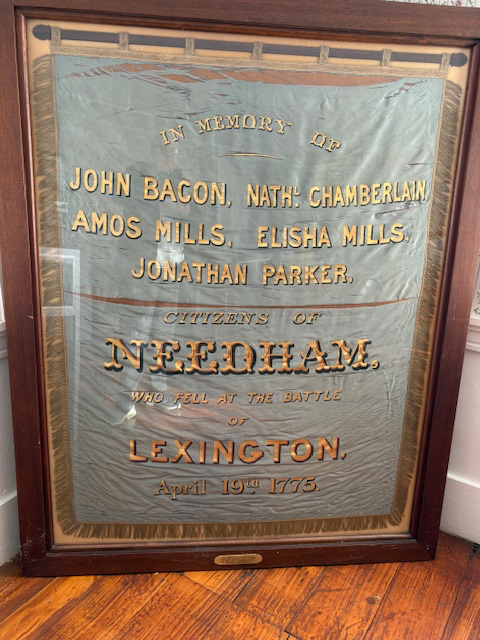 IN MEMORY OF
JOHN BACON, NATHL. CHAMBERLAIN,
AMOS MILLS, ELISHA MILLS,
JONATHAN PARKER,
CITIZENS OF
NEEDHAM,
WHO FELL AT THE BATTLE
OF
LEXINGTON,
April 19th 1775.